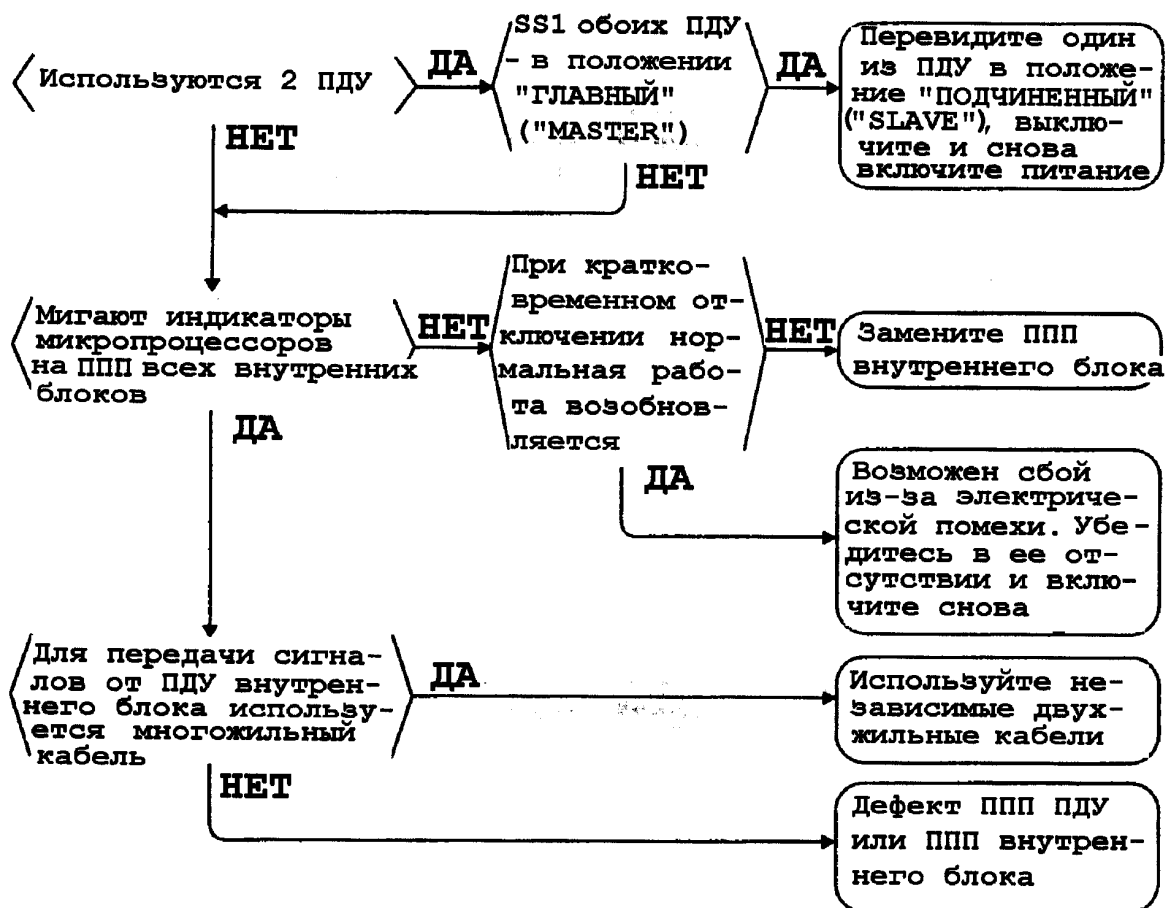 Используются 2 ПДУ
ДА
SS1 обоих ПДУ
- в положении
"ГЛАВНЫЙ"
("MASTER")
ДА
Перевидите один
из ПДУ в положе-
ние "ПОДЧИНЕННЫЙ"
("SLAVE"), выклю-
чите и снова
включите питание
НЕТ
НЕТ
Мигают индикаторы
микропроцессоров
на ППП всех внутренних
блоков
НЕТ
При кратко-
временном от-
ключении нор-
мальная рабо-
та возобнов-
ляется
НЕТ
Замените ППП
внутреннего блока
ДА
ДА
Возможен сбой
из-за электриче-
ской помехи. Убе-
дитесь в ее от-
сутствии и вклю-
чите снова
Для передачи сигна-
лов от ПДУ внутрен-
него блока использу-
ется многожильный
кабель
ДА
Используйте не-
зависимые двух-
жильные кабели
НЕТ
Дефект ППП ПДУ
или ППП внутрен-
него блока